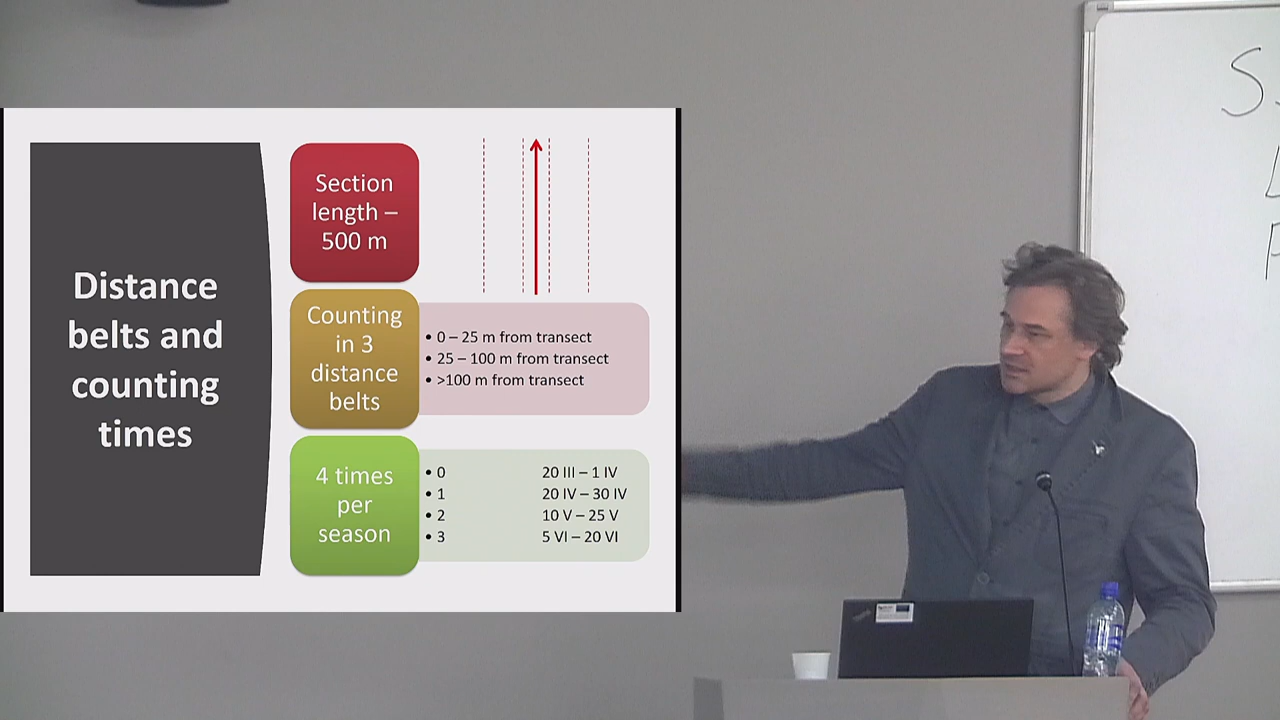 Distance
belts and
counting
times
Section
length –
500 m
Counting
in 3
distance
belts
• 0 – 25 m from transect
• 25 – 100 m from transect
• >100 m from transect
4 times
per
season
• 0 20 III – 1 IV
• 1 20 IV – 30 IV
• 2 10 V – 25 V
• 3 5 VI – 20 VI
S